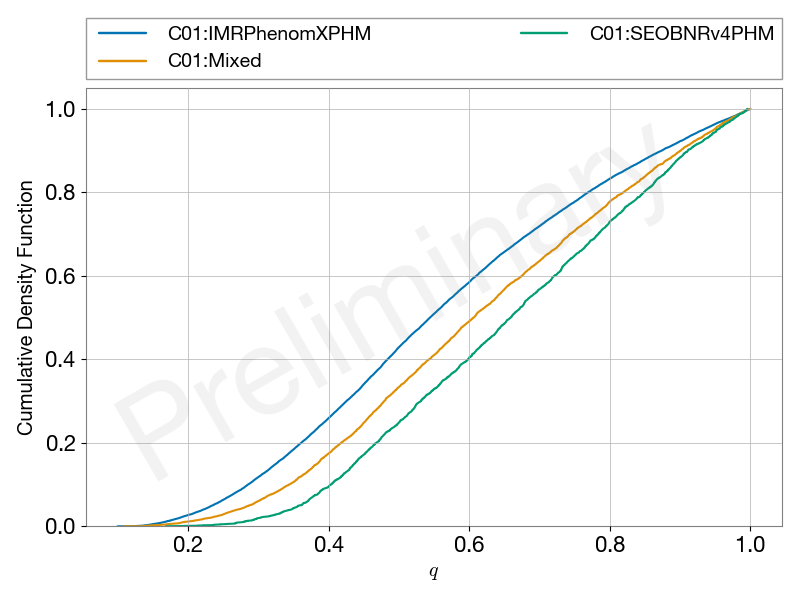 C01:IMRPhenomXPHM
C01:Mixed
C01:SEOBNRv4PHM
Cumulative Density Function
1.0
0.8
0.6
0.4
0.2
0.0
Preliminary
0.2 0.4 0.6 0.8 1.0
q